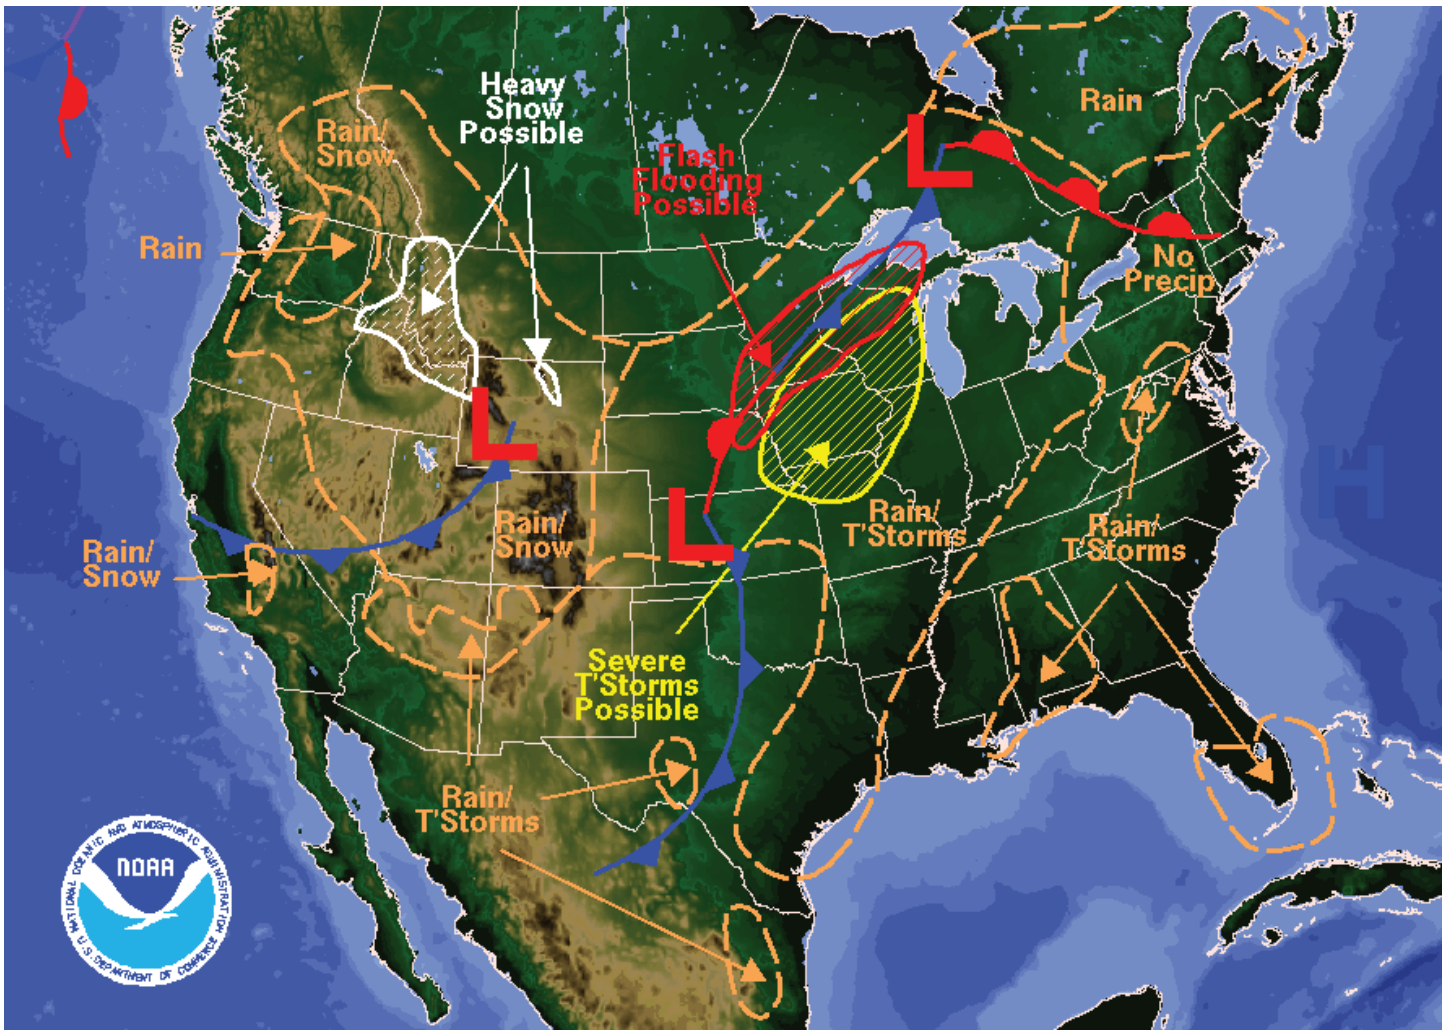 Heavy
Snow
Possible
Rain/
Snow
Rain
Flash
Flooding
Possible
L
Rain
No
Precip
L
Rain/
Snow
Rain/
Snow
L
Rain/
T'Storms
Rain/
T'Storms
H
Severe
T'Storms
Possible
Rain/
T'Storms
NOAA
NATIONAL OCEANIC AND ATMOSPHERIC ADMINISTRATION
U.S. DEPARTMENT OF COMMERCE